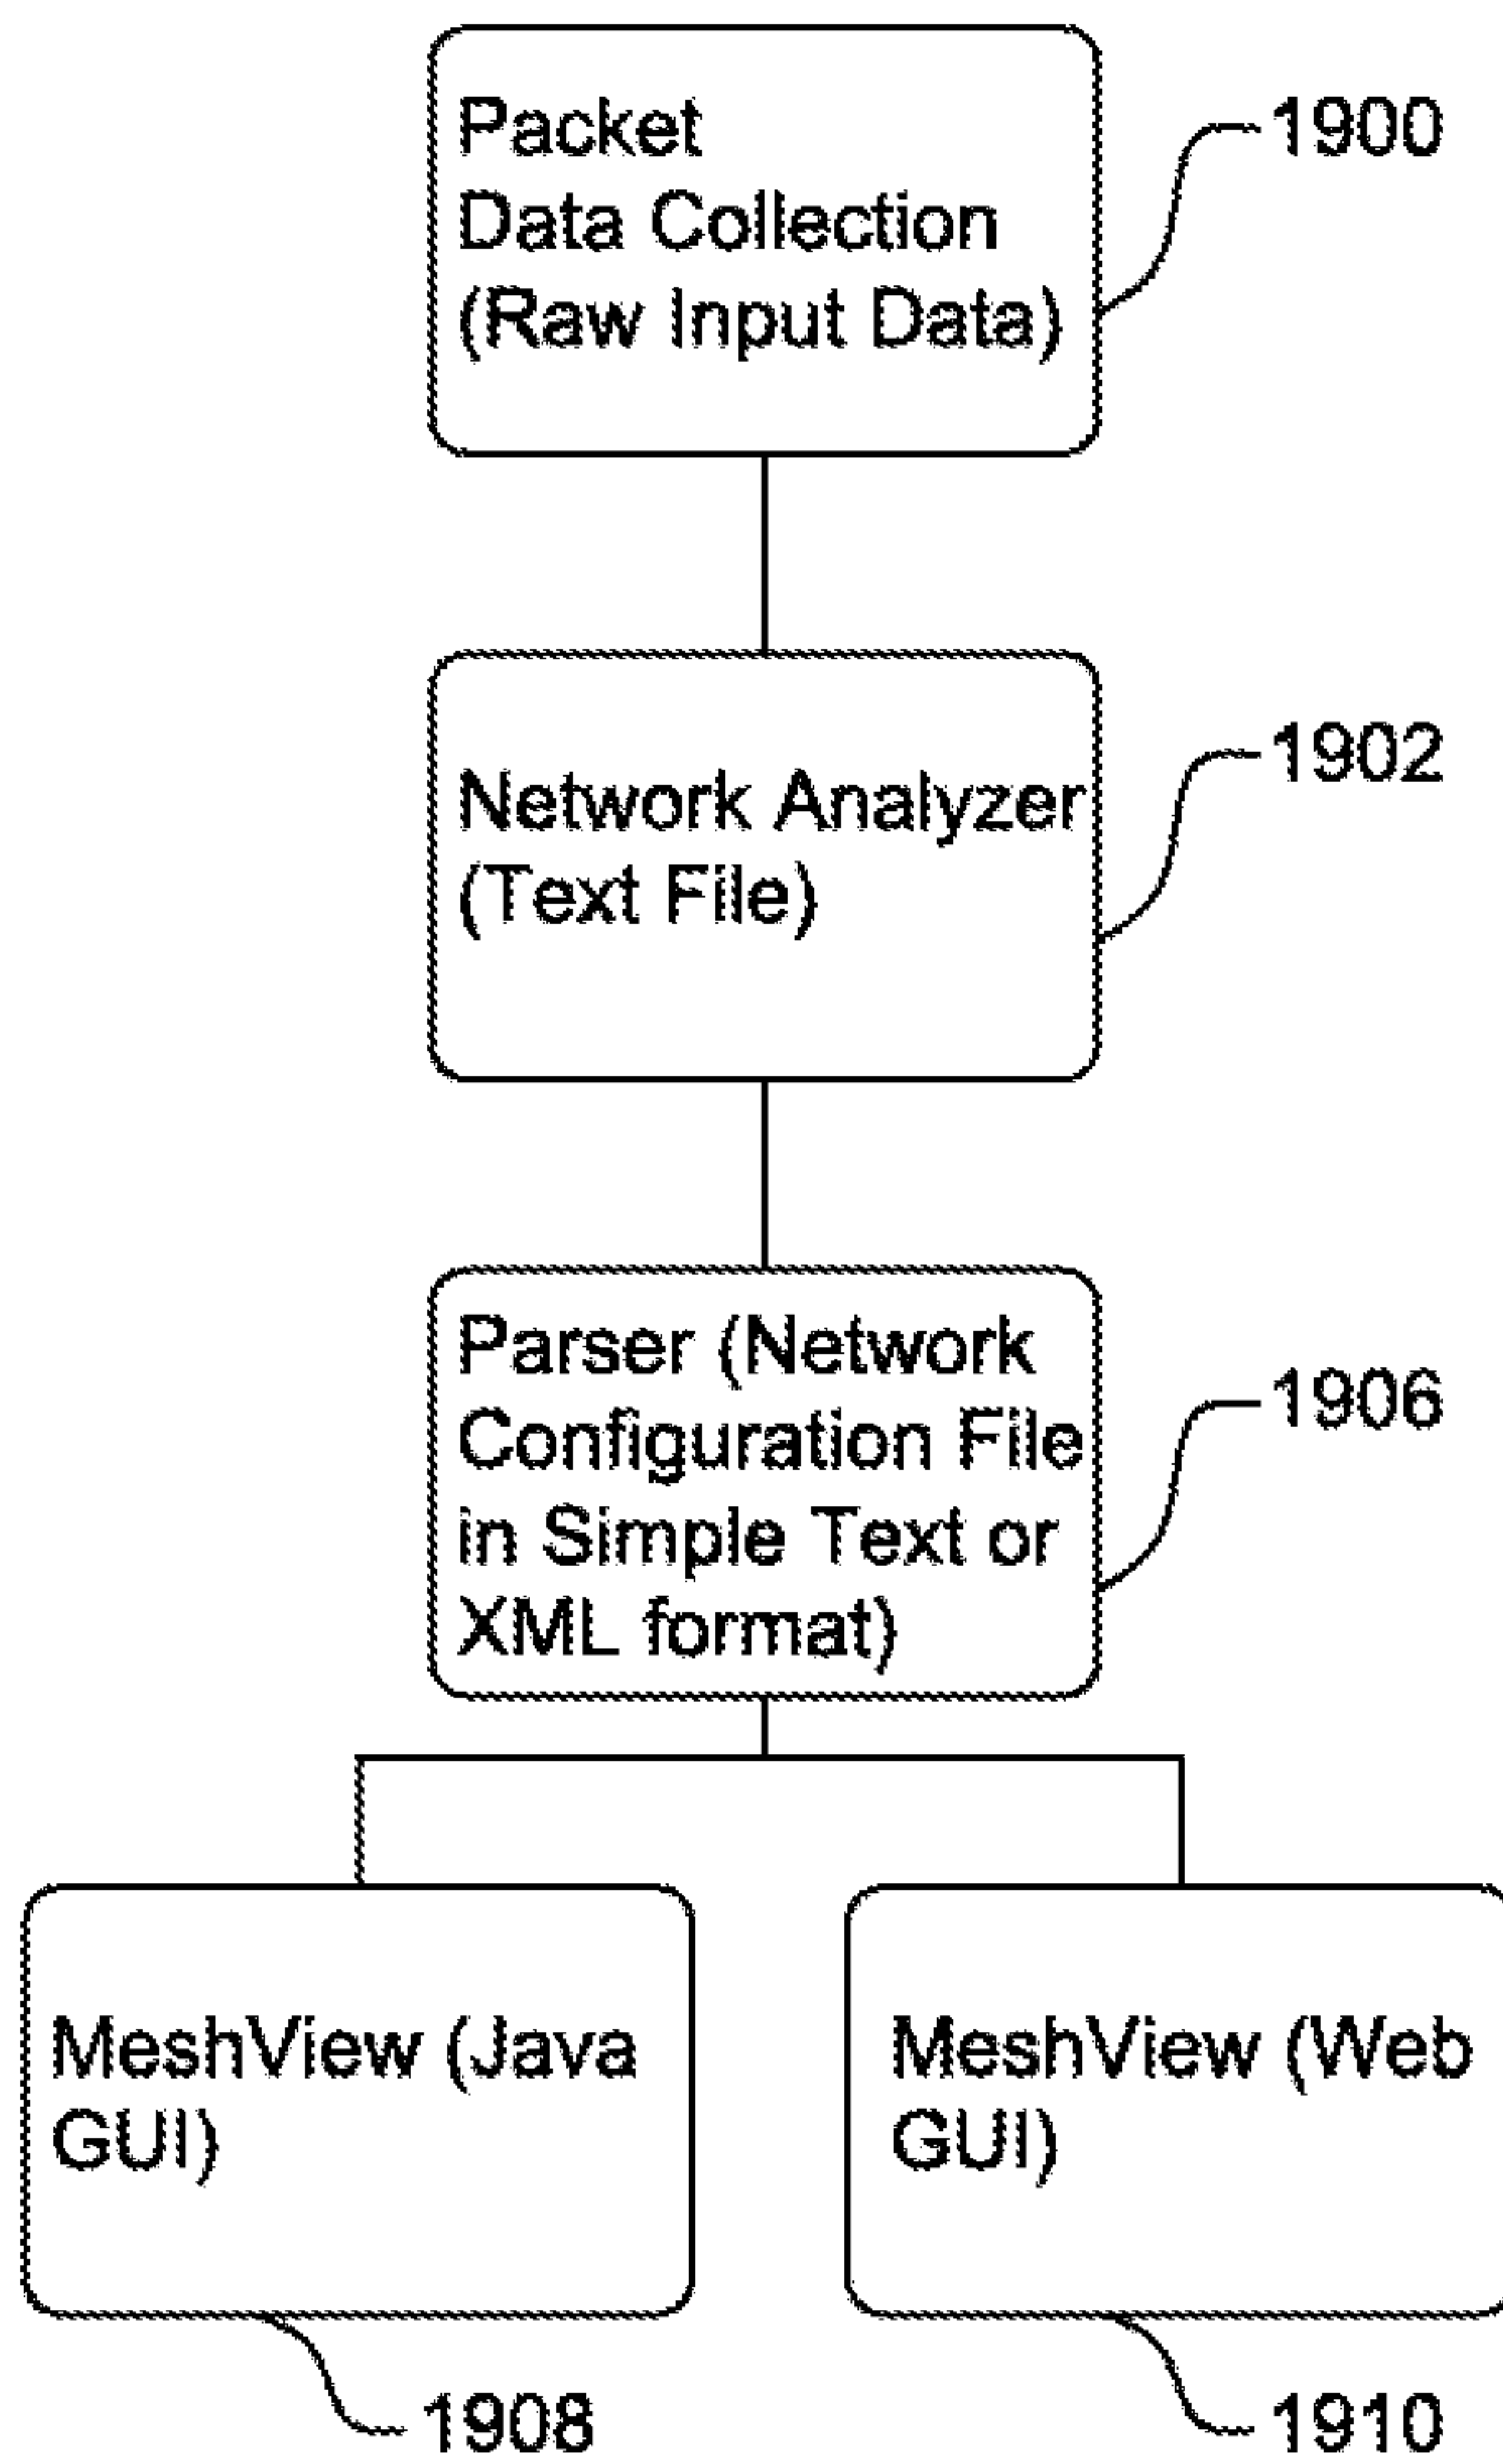 Packet
Data Collection
(Raw Input Data)
1900
Network Analyzer
(Text File)
1902
Parser (Network
Configuration File
in Simple Text or
XML format)
1906
MeshView (Java
GUI)
MeshView (Web
GUI)
1908
1910